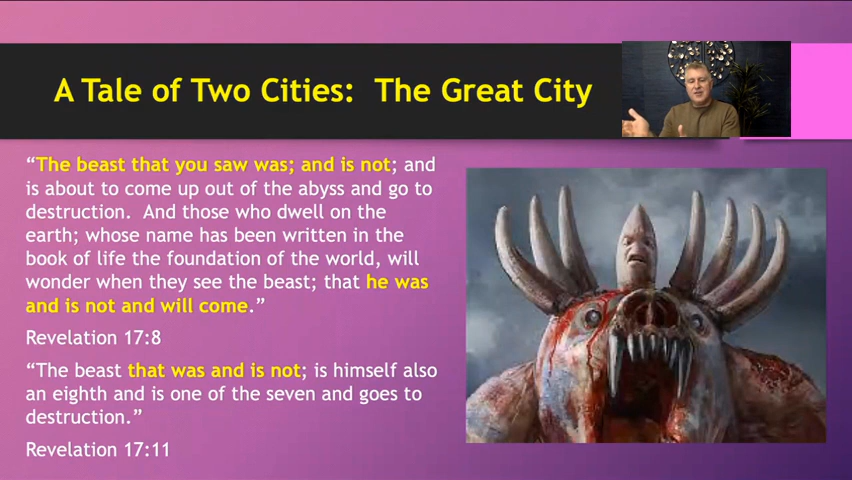 A Tale of Two Cities: The Great City
“The beast that you saw was; and is not; and
is about to come up out of the abyss and go to
destruction. And those who dwell on the
earth; whose name has been written in the
book of life the foundation of the world, will
wonder when they see the beast; that he was
and is not and will come.”
Revelation 17:8
“The beast that was and is not; is himself also
an eighth and is one of the seven and goes to
destruction.”
Revelation 17:11